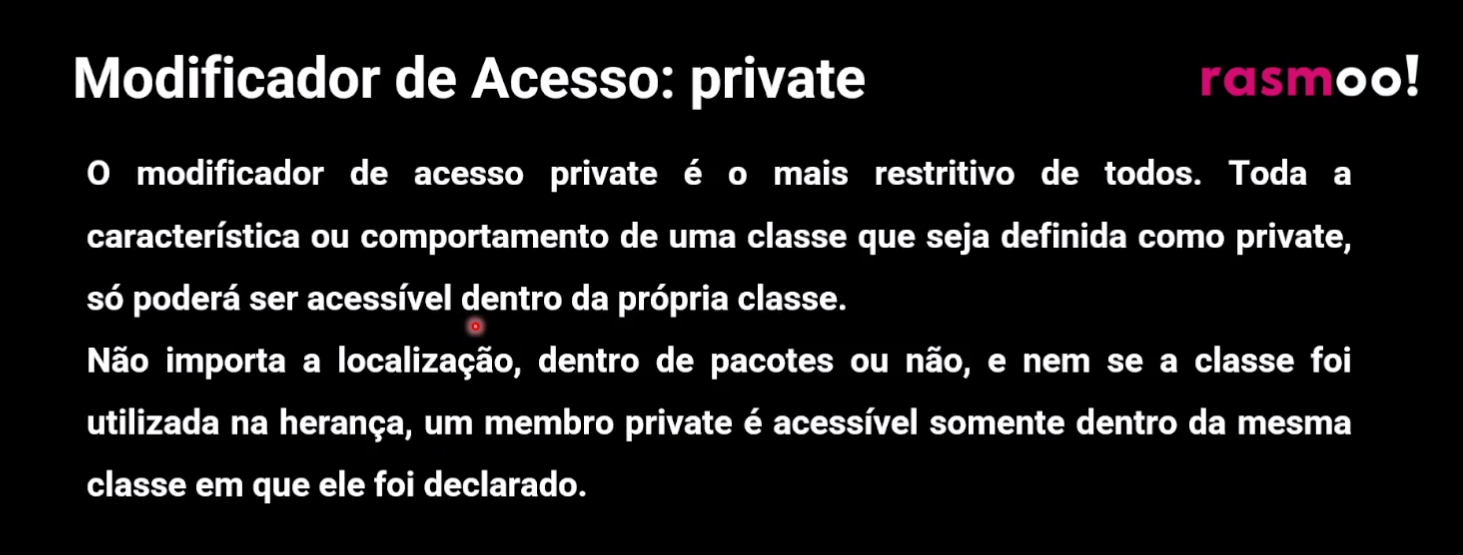 Modificador de Acesso: private
rasmoo!
O modificador de acesso private é o mais restritivo de todos. Toda a
característica ou comportamento de uma classe que seja definida como private,
só poderá ser acessível dentro da própria classe.
Não importa a localização, dentro de pacotes ou não, e nem se a classe foi
utilizada na herança, um membro private é acessível somente dentro da mesma
classe em que ele foi declarado.